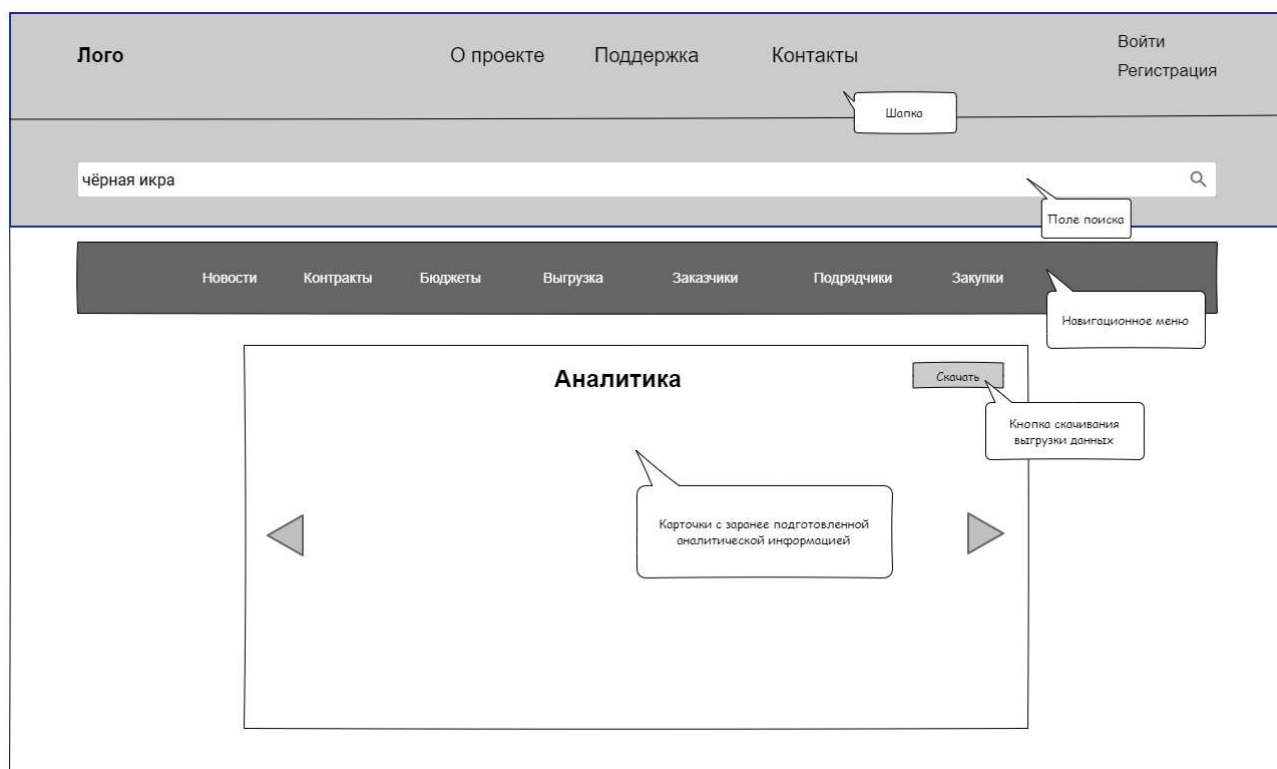 Лого
О проекте
Поддержка
Контакты
Войти
Регистрация
Шапка
чёрная икра
Поле поиска
Новости
Контракты
Бюджеты
Выгрузка
Заказчики
Подрядчики
Закупки
Навигационное меню
Аналитика
Скачать
Кнопка скачивания
выгрузки данных
Карточки с заранее подготовленной
аналитической информацией